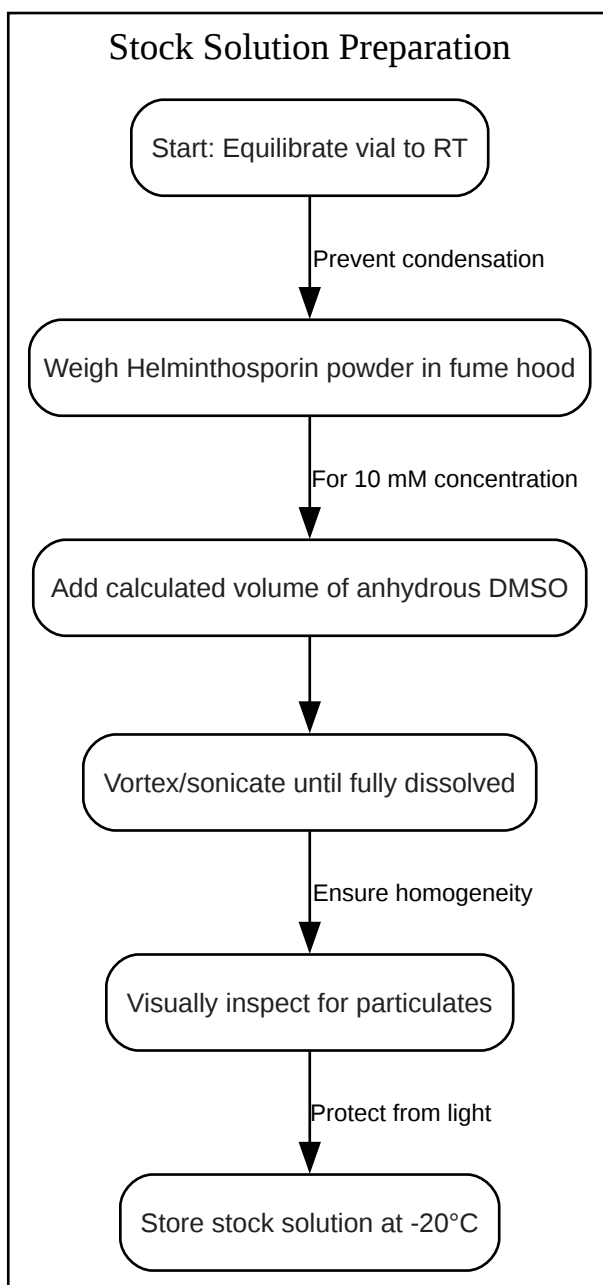 Stock Solution Preparation
Start: Equilibrate vial to RT
Prevent condensation
Weigh Helminthosporin powder in fume hood
For 10 mM concentration
Add calculated volume of anhydrous DMSO
Vortex/sonicate until fully dissolved
Ensure homogeneity
Visually inspect for particulates
Protect from light
Store stock solution at -20°C